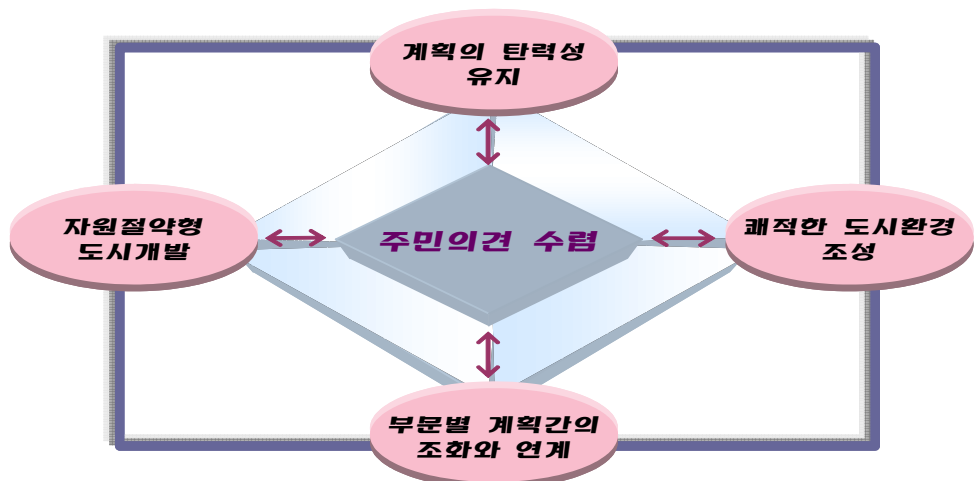 계획의 탄력성
유지
자원절약형
도시개발
주민의견 수렴
쾌적한 도시환경
조성
부문별 계획간의
조화와 연계